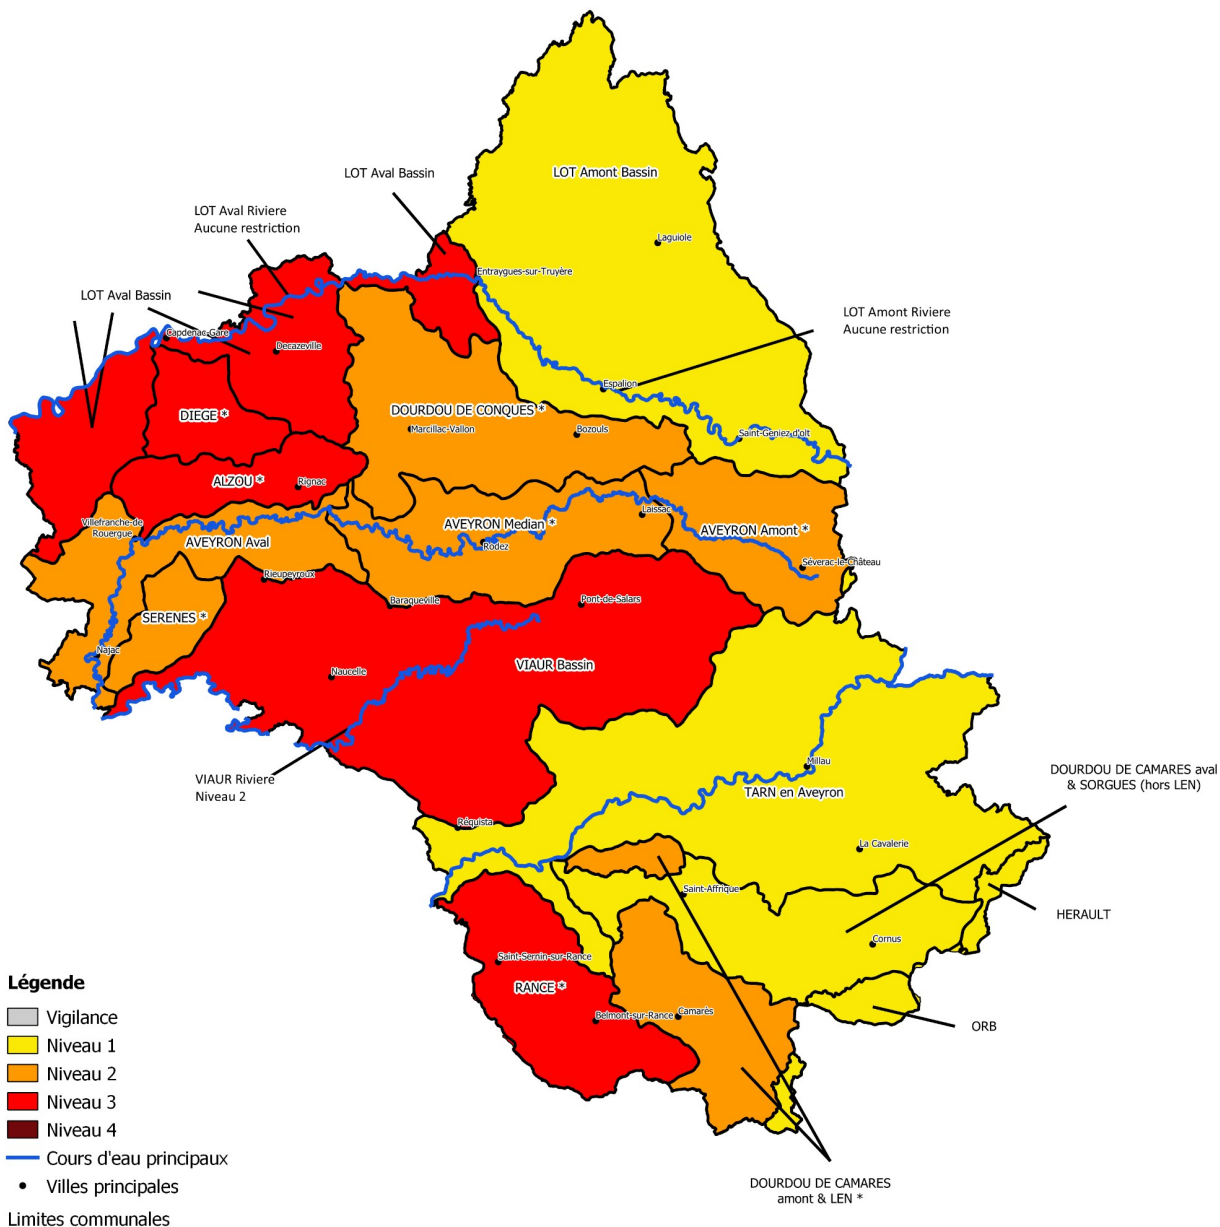 LOT Aval Bassin
LOT Amont Bassin
LOT Aval Riviere
Aucune restriction
Laguiole
Entraygues-sur-Truyère
LOT Aval Bassin
LOT Amont Riviere
Aucune restriction
Capdenac-Gare
Decazeville
Espalion
DIEGE *
DOURDOU DE CONQUES *
Marcillac-Vallon
Bozouls
Saint-Geniez d'olt
ALZOU *
Rignac
Villefranche-de
Rouergue
AVEYRON Aval
AVEYRON Median *
Rodez
Laissac
AVEYRON Amont *
Séverac-le-Château
Rieupeyroux
Baraqueville
Pont-de-Salars
SERENES *
Najac
Naucelle
VIAUR Bassin
VIAUR Riviere
Niveau 2
Millau
TARN en Aveyron
DOURDOU DE CAMARES aval
& SORGUES (hors LEN)
Réquista
La Cavalerie
Saint-Affrique
HERAULT
Cornus
Saint-Sernin-sur-Rance
RANCE *
Belmont-sur-Rance
Camarès
ORB
DOURDOU DE CAMARES
amont & LEN *
Légende
Vigilance
Niveau 1
Niveau 2
Niveau 3
Niveau 4
Cours d'eau principaux
Villes principales
Limites communales